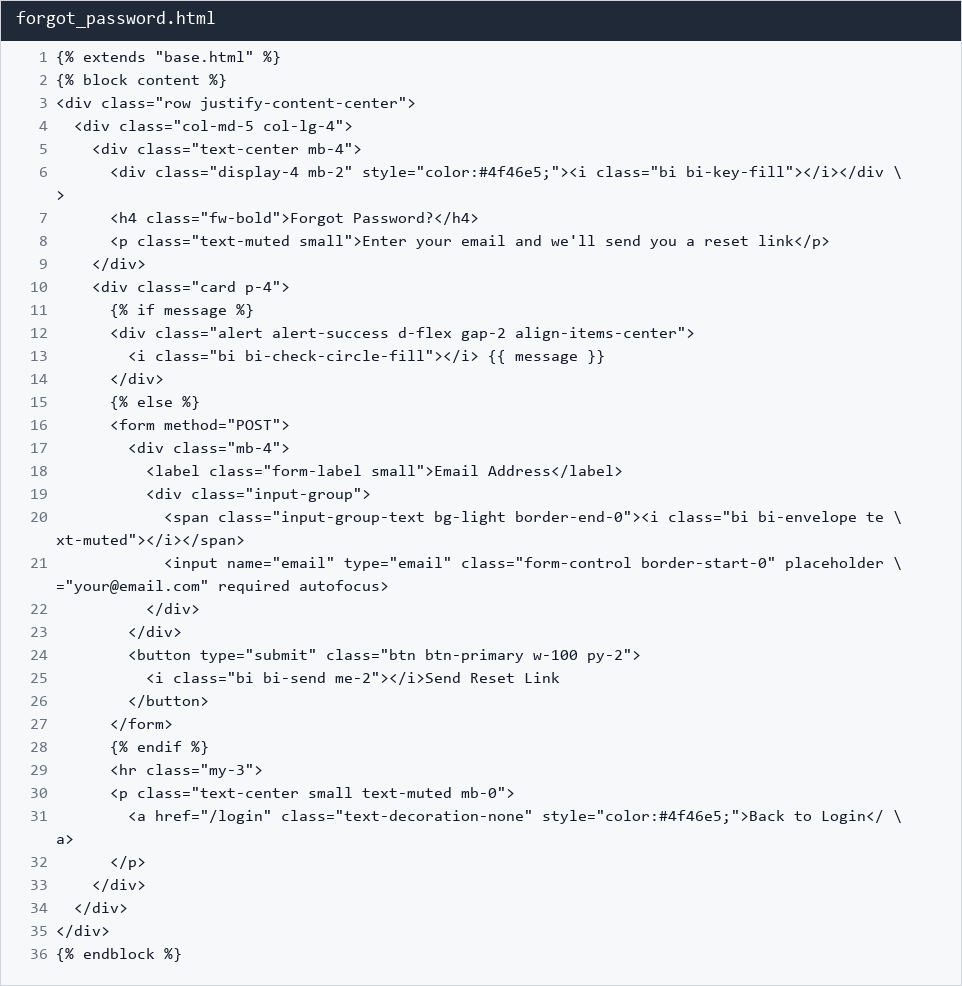 forgot_password.html
1 {% extends "base.html" %}
2 {% block content %}
3 <div class="row justify-content-center">
4   <div class="col-md-5 col-lg-4">
5     <div class="text-center mb-4">
6       <div class="display-4 mb-2" style="color:#4f46e5;"><i class="bi bi-key-fill"></i></div \
>
7       <h4 class="fw-bold">Forgot Password?</h4>
8       <p class="text-muted small">Enter your email and we'll send you a reset link</p>
9     </div>
10     <div class="card p-4">
11       {% if message %}
12       <div class="alert alert-success d-flex gap-2 align-items-center">
13         <i class="bi bi-check-circle-fill"></i> {{ message }}
14       </div>
15       {% else %}
16       <form method="POST">
17         <div class="mb-4">
18           <label class="form-label small">Email Address</label>
19           <div class="input-group">
20             <span class="input-group-text bg-light border-end-0"><i class="bi bi-envelope te \
xt-muted"></i></span>
21             <input name="email" type="email" class="form-control border-start-0" placeholder \
="your@email.com" required autofocus>
22           </div>
23         </div>
24         <button type="submit" class="btn btn-primary w-100 py-2">
25           <i class="bi bi-send me-2"></i>Send Reset Link
26         </button>
27       </form>
28       {% endif %}
29       <hr class="my-3">
30       <p class="text-center small text-muted mb-0">
31         <a href="/login" class="text-decoration-none" style="color:#4f46e5;">Back to Login</ \
a>
32       </p>
33     </div>
34   </div>
35 </div>
36 {% endblock %}